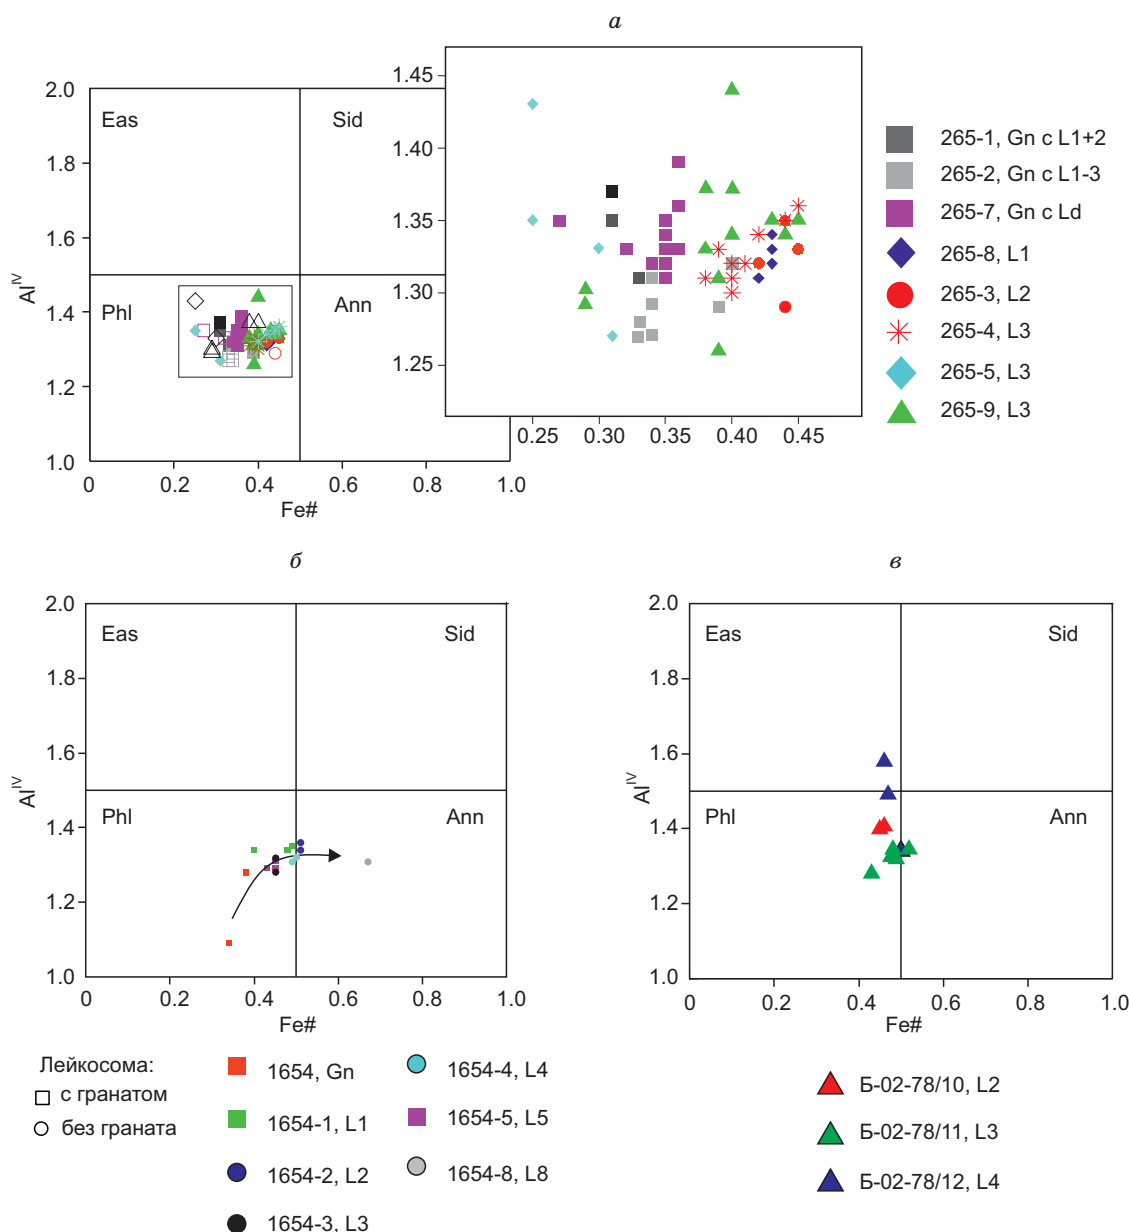 а
2.0
1.8
1.6
1.4
1.2
1.0
Al^IV
Eas
Sid
Phl
Ann
0
0.2
0.4
0.6
0.8
1.0
Fe#
1.45
1.40
1.35
1.30
1.25
0.25
0.30
0.35
0.40
0.45
265-1, Gn c L1+2
265-2, Gn c L1-3
265-7, Gn c Ld
265-8, L1
265-3, L2
265-4, L3
265-5, L3
265-9, L3
б
2.0
1.8
1.6
1.4
1.2
1.0
Al^IV
Eas
Sid
Phl
Ann
0
0.2
0.4
0.6
0.8
1.0
Fe#
Лейкосома:
с гранатом
без граната
1654, Gn
1654-1, L1
1654-2, L2
1654-3, L3
1654-4, L4
1654-5, L5
1654-8, L8
в
2.0
1.8
1.6
1.4
1.2
1.0
Al^IV
Eas
Sid
Phl
Ann
0
0.2
0.4
0.6
0.8
1.0
Fe#
Б-02-78/10, L2
Б-02-78/11, L3
Б-02-78/12, L4